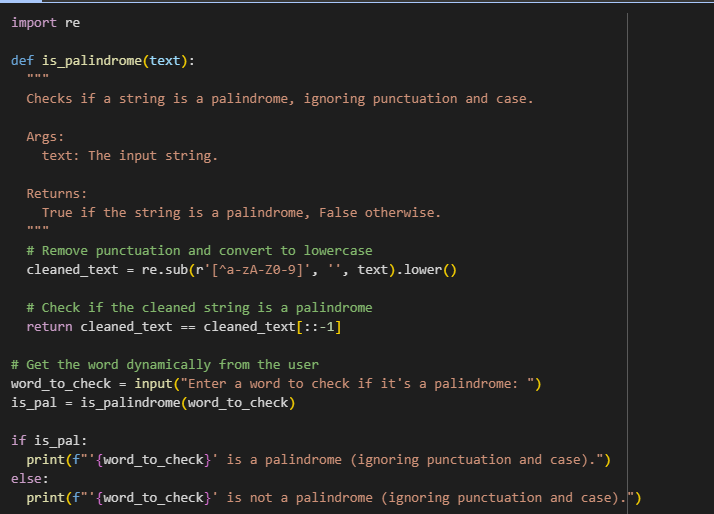 import re

def is_palindrome(text):
  """
  Checks if a string is a palindrome, ignoring punctuation and case.

  Args:
    text: The input string.

  Returns:
    True if the string is a palindrome, False otherwise.
  """
  # Remove punctuation and convert to lowercase
  cleaned_text = re.sub(r'[^a-zA-Z0-9]', '', text).lower()

  # Check if the cleaned string is a palindrome
  return cleaned_text == cleaned_text[::-1]

# Get the word dynamically from the user
word_to_check = input("Enter a word to check if it's a palindrome: ")
is_pal = is_palindrome(word_to_check)

if is_pal:
  print(f"'{word_to_check}' is a palindrome (ignoring punctuation and case).")
else:
  print(f"'{word_to_check}' is not a palindrome (ignoring punctuation and case).")